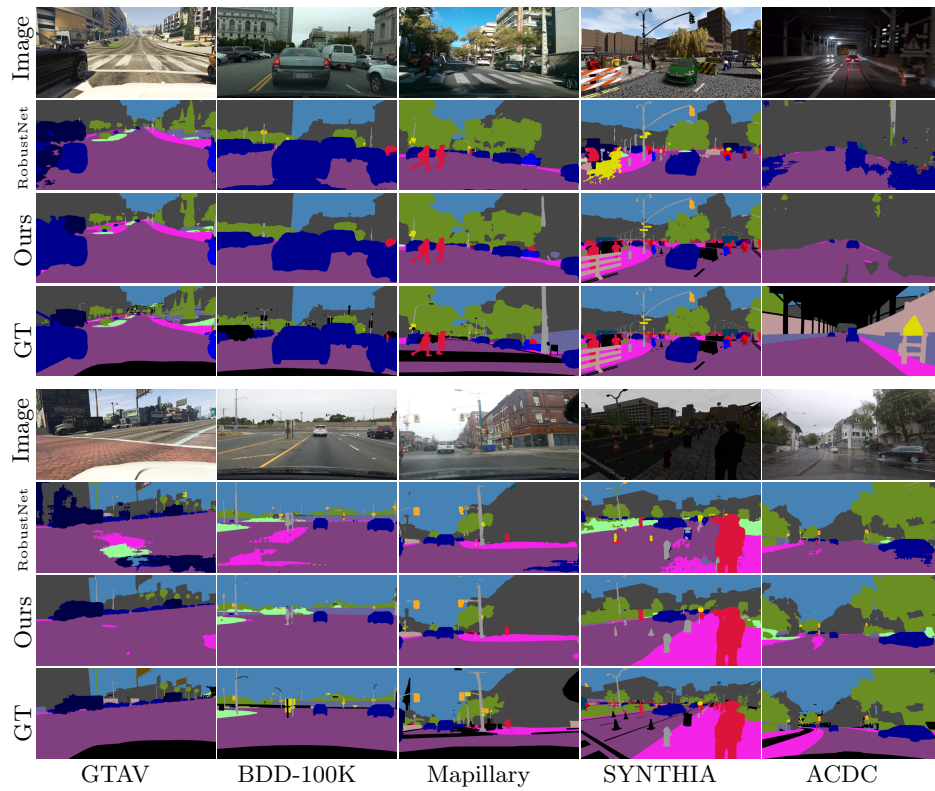 Image
RobustNet
Ours
GT
Image
RobustNet
Ours
GT
GTAV BDD-100K Mapillary SYNTHIA ACDC